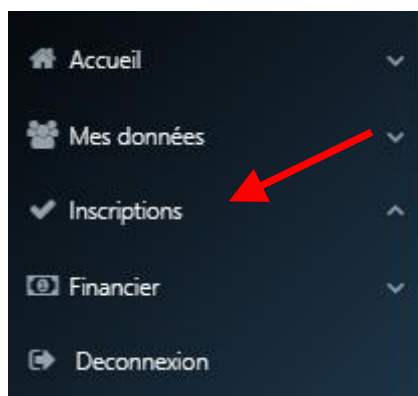 Accueil
Mes données
Inscriptions
Financier
Deconnexion